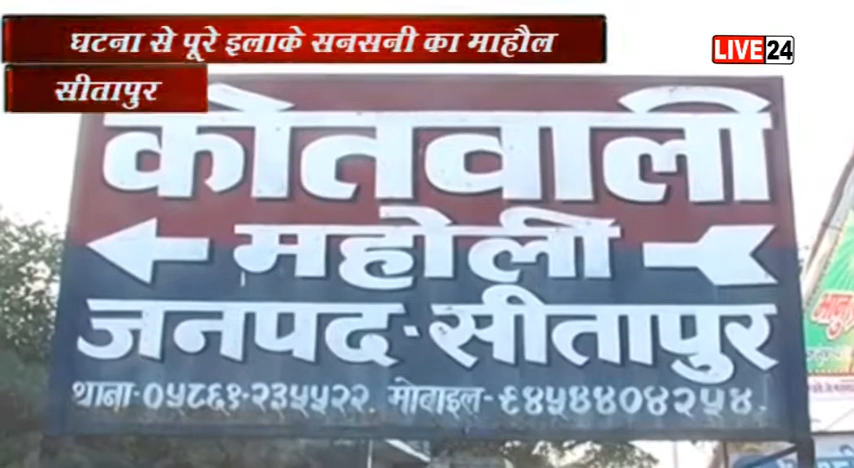 घटना से पूरे इलाके सनसनी का माहौल
LIVE24
सीतापुर
कोतवाली
महोली
जनपद-सीतापुर
थाना-०५८६१-२३५५२२. मोबाइल-९४५४४०४२५४.